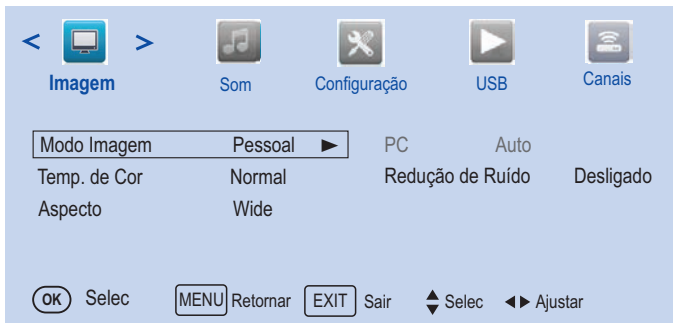 < >
Imagem Som Configuração USB Canais
Modo Imagem Pessoal ► PC Auto
Temp. de Cor Normal Redução de Ruído Desligado
Aspecto Wide
OK Selec MENU Retornar EXIT Sair ▲▼ Selec ◄► Ajustar